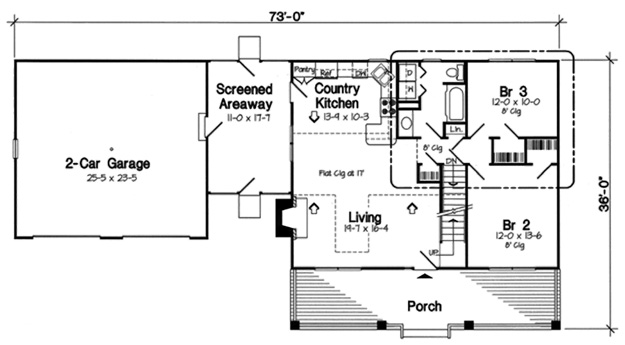 73'-0"
Pantry
Ref
DH
D
H
Screened
Areaway
11-0 x 17-7
Country
Kitchen
13-9 x 10-3
Br 3
12-0 x 10-0
8' Clg
Lin.
8' Clg
DN
2-Car Garage
25-5 x 23-5
Flat Clg at 17'
36'-0"
Living
19-7 x 16-4
Br 2
12-0 x 13-6
8' Clg
UP
Porch